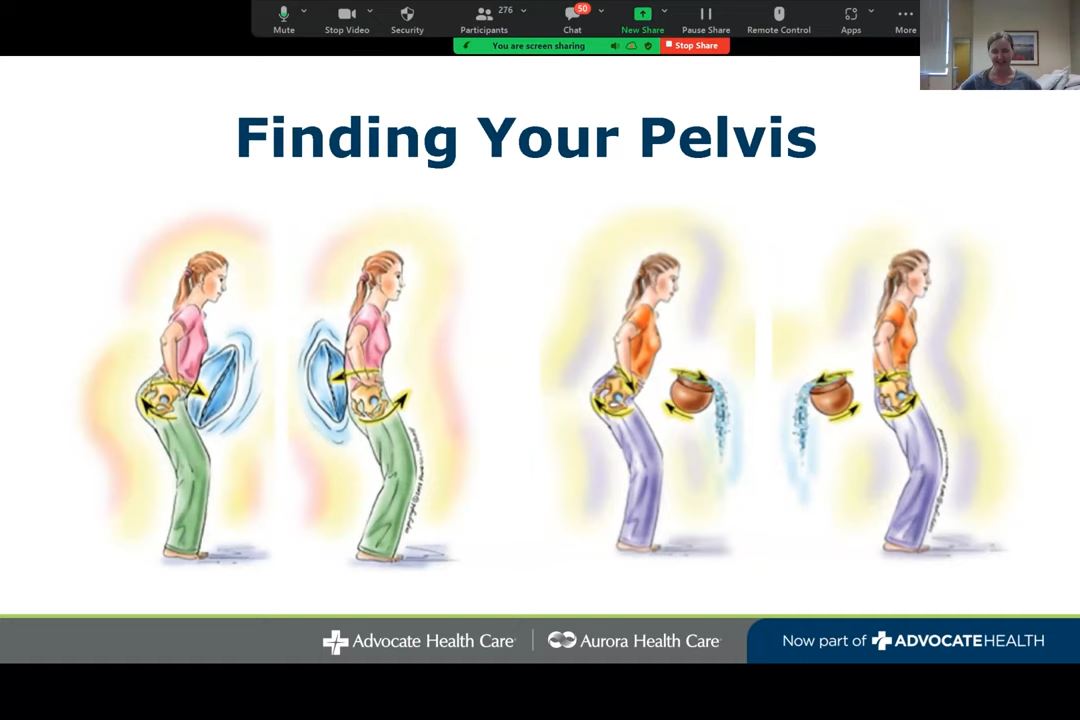 276
50
Mute
Stop Video
Security
Participants
Chat
New Share
Pause Share
Remote Control
Apps
More
You are screen sharing
Stop Share
Finding Your Pelvis
Advocate Health Care
Aurora Health Care
Now part of ADVOCATEHEALTH